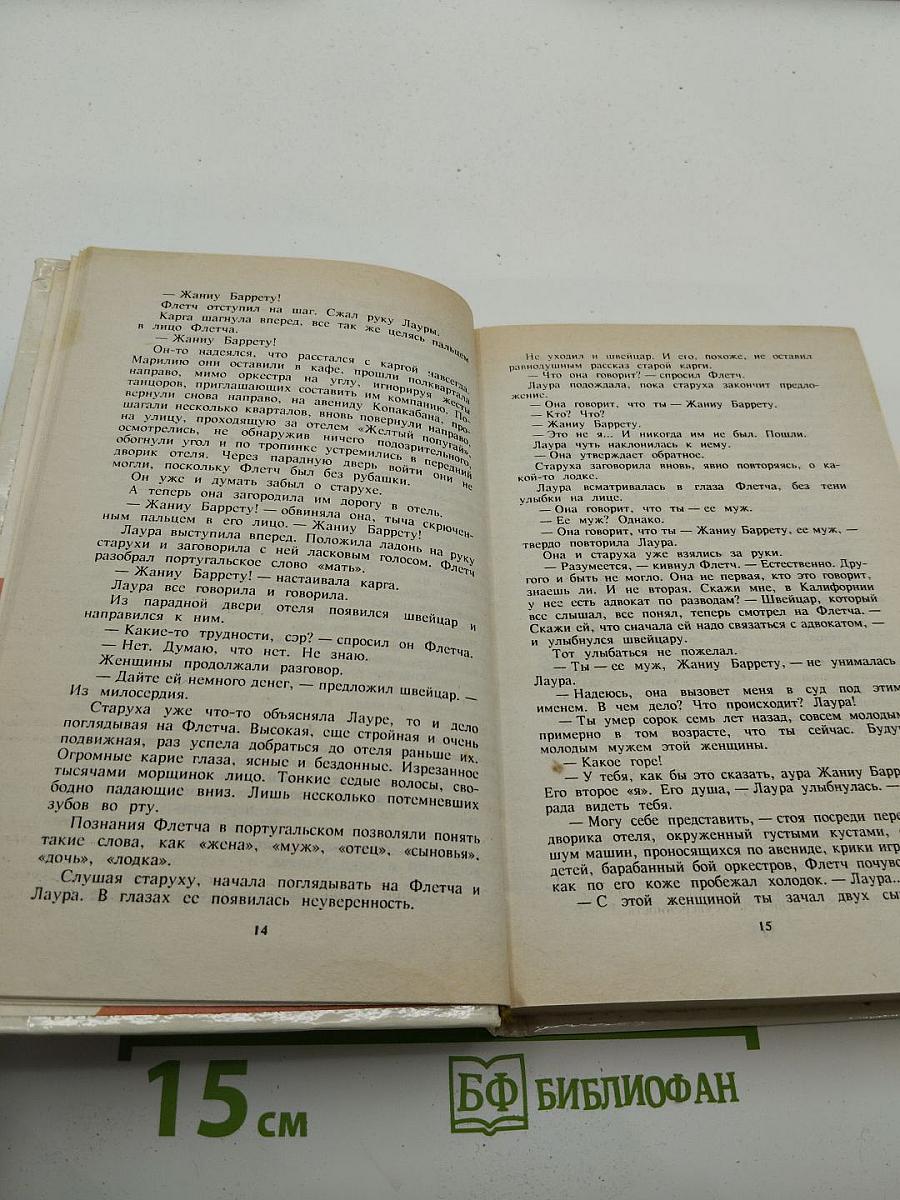 — Жаниу Баррету!
Флетч отступил на шаг. Сжал руку Лауры.
Карга шагнула вперед, все так же целясь пальцем
в лицо Флетча.
— Жаниу Баррету!
Он-то надеялся, что расстался с каргой навсегда.
Марилию они оставили в кафе, прошли полквартала
направо, мимо оркестра на углу, игнорируя жесты
танцоров, приглашающих составить им компанию. По-
вернули снова направо, на авениду Копакабана, про-
шагали несколько кварталов, вновь повернули направо,
на улицу, проходящую за отелем «Желтый попугай»,
осмотрелись, не обнаружив ничего подозрительного,
обогнули угол и по тропинке устремились в передний
дворик отеля. Через парадную дверь войти они не
могли, поскольку Флетч был без рубашки.
Он уже и думать забыл о старухе.
А теперь она загородила им дорогу в отель.
— Жаниу Баррету! — обвиняла она, тыча скрючен-
ным пальцем в его лицо. — Жаниу Баррету!
Лаура выступила вперед. Положила ладонь на руку
старухи и заговорила с ней ласковым голосом. Флетч
разобрал португальское слово «мать».
— Жаниу Баррету! — настаивала карга.
Лаура все говорила и говорила.
Из парадной двери отеля появился швейцар и
направился к ним.
— Какие-то трудности, сэр? — спросил он Флетча.
— Нет. Думаю, что нет. Не знаю.
Женщины продолжали разговор.
— Дайте ей немного денег, — предложил швейцар. —
Из милосердия.
Старуха уже что-то объясняла Лауре, то и дело
поглядывая на Флетча. Высокая, еще стройная и очень
подвижная, раз успела добраться до отеля раньше их.
Огромные карие глаза, ясные и бездонные. Изрезанное
тысячами морщинок лицо. Тонкие седые волосы, сво-
бодно падающие вниз. Лишь несколько потемневших
зубов во рту.
Познания Флетча в португальском позволяли понять
такие слова, как «жена», «муж», «отец», «сыновья»,
«дочь», «лодка».
Слушая старуху, начала поглядывать на Флетча и
Лаура. В глазах ее появилась неуверенность.
14
Не уходил и швейцар. И его, похоже, не оставил
равнодушным рассказ старой карги.
— Что она говорит? — спросил Флетч.
Лаура подождала, пока старуха закончит предло-
жение.
— Она говорит, что ты — Жаниу Баррету.
— Кто? Что?
— Жаниу Баррету.
— Это не я... И никогда им не был. Пошли.
Лаура чуть наклонилась к нему.
— Она утверждает обратное.
Старуха заговорила вновь, явно повторяясь, о ка-
кой-то лодке.
Лаура всматривалась в глаза Флетча, без тени
улыбки на лице.
— Она говорит, что ты — ее муж.
— Ее муж? Однако.
— Она говорит, что ты — Жаниу Баррету, ее муж, —
твердо повторила Лаура.
Она и старуха уже взялись за руки.
— Разумеется, — кивнул Флетч. — Естественно. Дру-
гого и быть не могло. Она не первая, кто это говорит,
знаешь ли. И не вторая. Скажи мне, в Калифорнии
у нее есть адвокат по разводам? — Швейцар, который
все слышал, все понял, теперь смотрел на Флетча. —
Скажи ей, что сначала ей надо связаться с адвокатом, —
и улыбнулся швейцару.
Тот улыбаться не пожелал.
— Ты — ее муж, Жаниу Баррету, — не унималась
Лаура.
— Надеюсь, она вызовет меня в суд под этим
именем. В чем дело? Что происходит? Лаура!
— Ты умер сорок семь лет назад, совсем молодым
примерно в том возрасте, что ты сейчас. Будуч
молодым мужем этой женщины.
— Какое горе!
— У тебя, как бы это сказать, аура Жаниу Барр
Его второе «я». Его душа, — Лаура улыбнулась. —
рада видеть тебя.
— Могу себе представить, — стоя посреди пере
дворика отеля, окруженный густыми кустами,
шум машин, проносящихся по авениде, крики игр
детей, барабанный бой оркестров, Флетч почувс
как по его коже пробежал холодок. — Лаура...
— С этой женщиной ты зачал двух сы
15
15 см
БФ БИБЛИОФАН